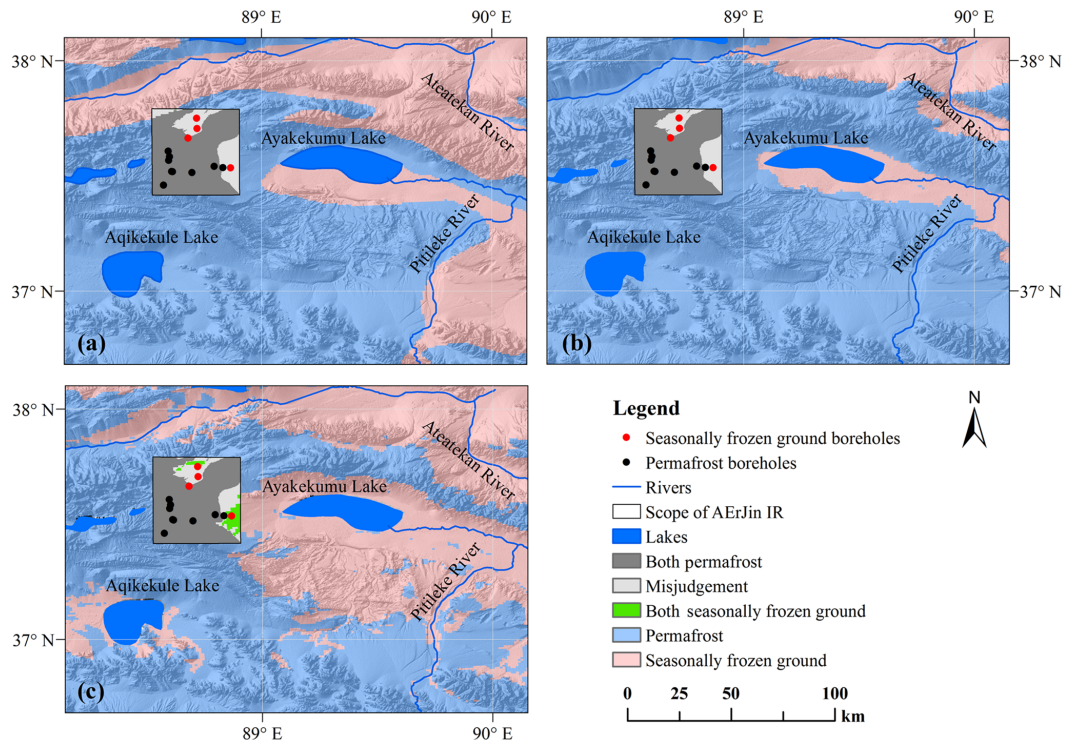 89° E
90° E
89° E
90° E
38° N
Ateatekan River
Ayakekumu Lake
Aqikekule Lake
Pitileke River
37° N
(a)
38° N
Ateatekan River
Ayakekumu Lake
Aqikekule Lake
Pitileke River
37° N
(b)
38° N
Ateatekan River
Ayakekumu Lake
Aqikekule Lake
Pitileke River
37° N
(c)
89° E
90° E
N
Legend
Seasonally frozen ground boreholes
Permafrost boreholes
Rivers
Scope of AErJin IR
Lakes
Both permafrost
Misjudgement
Both seasonally frozen ground
Permafrost
Seasonally frozen ground
0 25 50 100
km